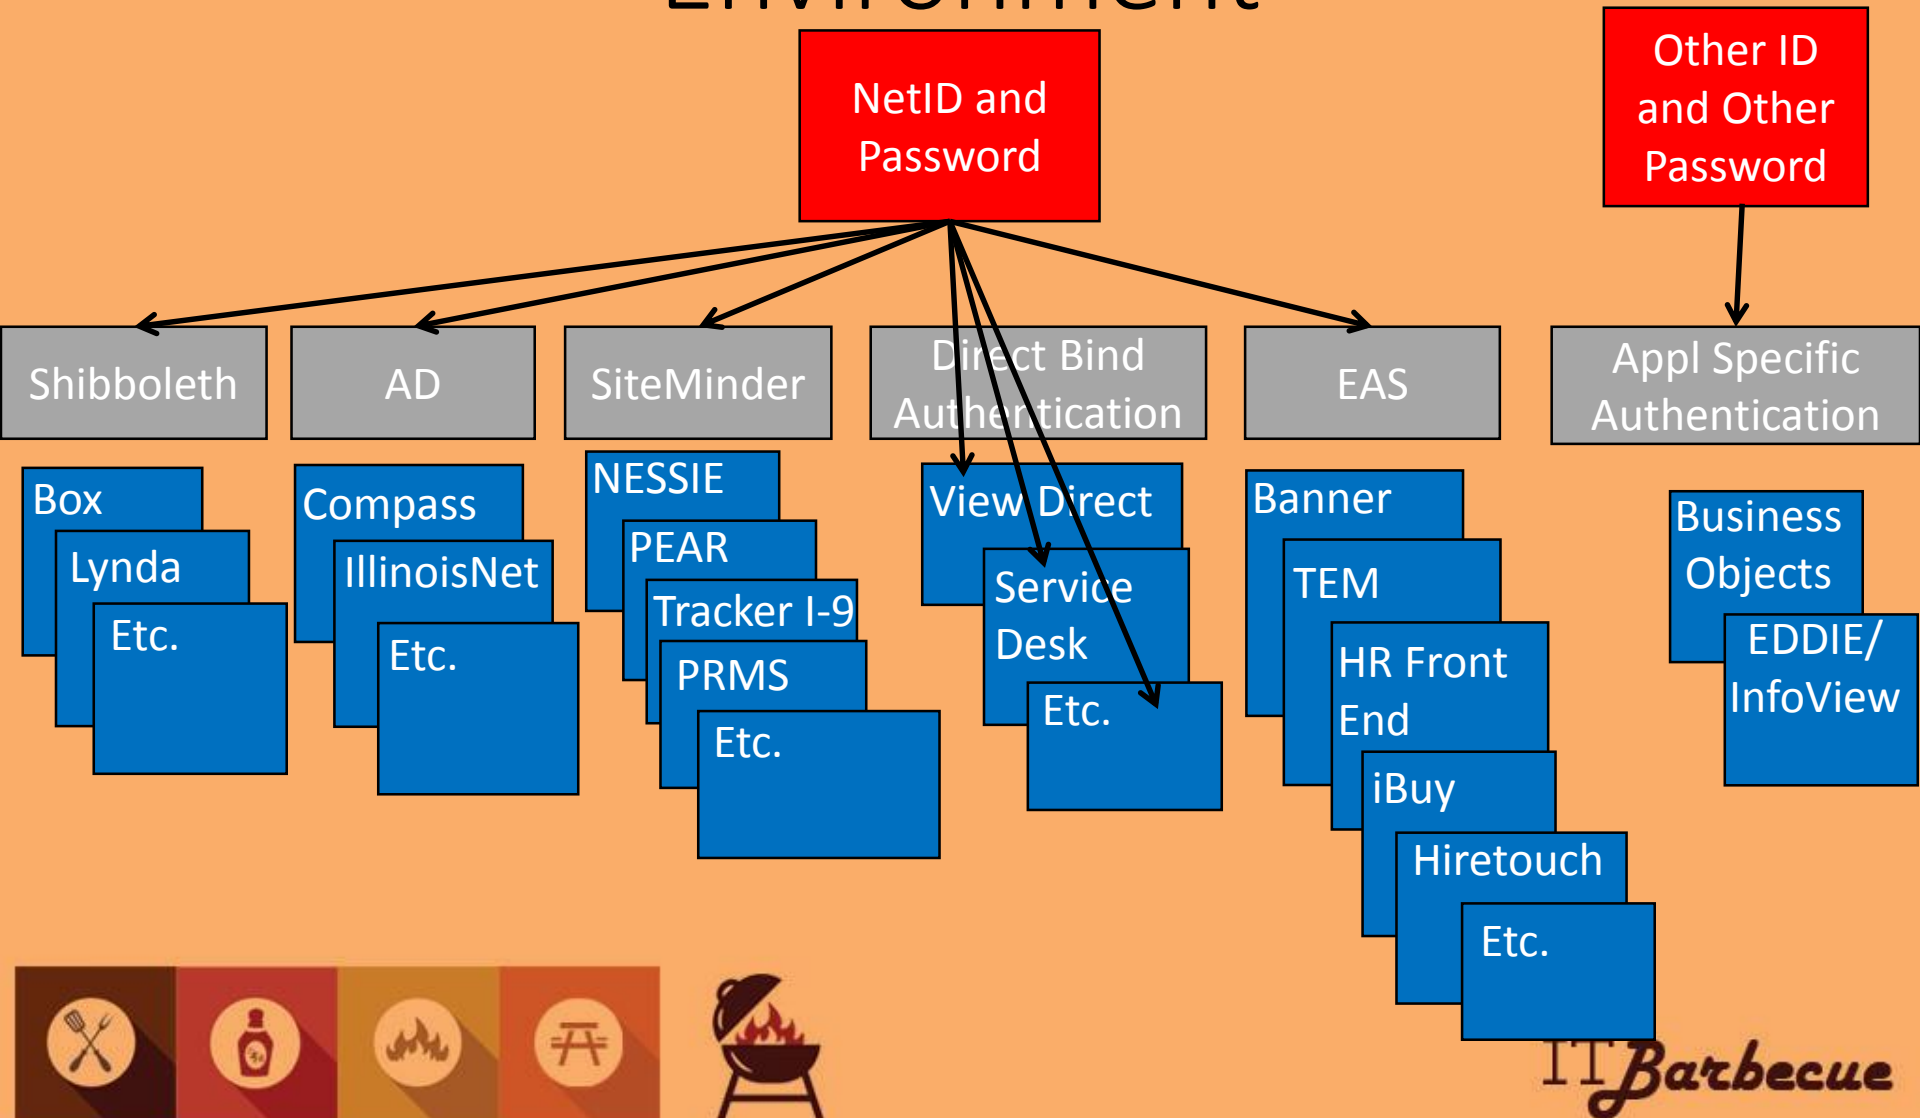 Environment
NetID and
Password
Other ID
and Other
Password
Shibboleth
AD
SiteMinder
Direct Bind
Authentication
EAS
Appl Specific
Authentication
Box
Lynda
Etc.
Compass
IllinoisNet
Etc.
NESSIE
PEAR
Tracker I-9
PRMS
Etc.
View Direct
Service
Desk
Etc.
Banner
TEM
HR Front
End
iBuy
Hiretouch
Etc.
Business
Objects
EDDIE/
InfoView
IT Barbecue